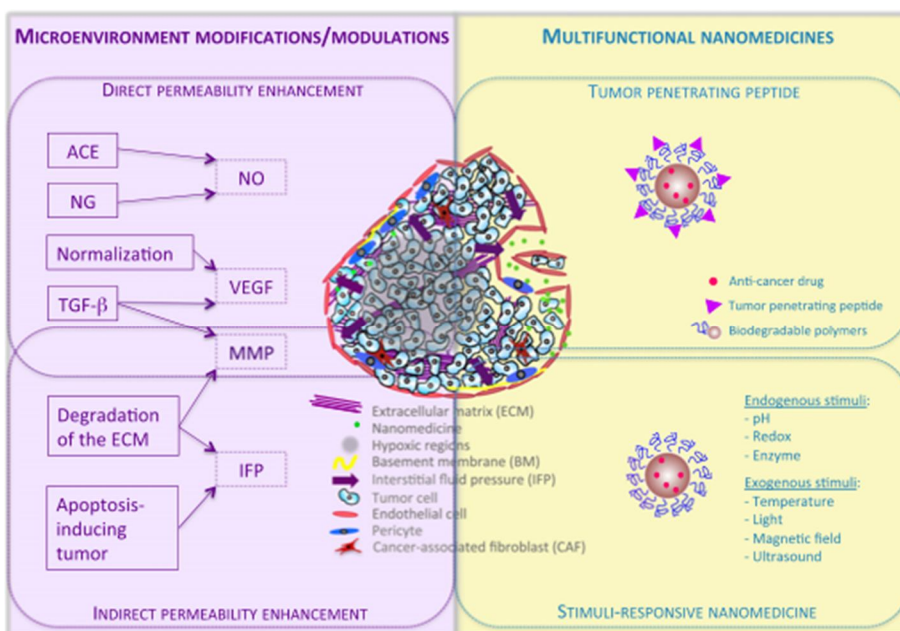 MICROENVIRONMENT MODIFICATIONS/MODULATIONS
DIRECT PERMEABILITY ENHANCEMENT
ACE
NO
NG
Normalization
VEGF
TGF-β
MMP
Degradation
of the ECM
IFP
Apoptosis-
inducing
tumor
INDIRECT PERMEABILITY ENHANCEMENT
Extracellular matrix (ECM)
Nanomedicine
Hypoxic regions
Basement membrane (BM)
Interstitial fluid pressure (IFP)
Tumor cell
Endothelial cell
Pericyte
Cancer-associated fibroblast (CAF)
MULTIFUNCTIONAL NANOMEDICINES
TUMOR PENETRATING PEPTIDE
Anti-cancer drug
Tumor penetrating peptide
Biodegradable polymers
Endogenous stimuli:
- pH
- Redox
- Enzyme
Exogenous stimuli:
- Temperature
- Light
- Magnetic field
- Ultrasound
STIMULI-RESPONSIVE NANOMEDICINE